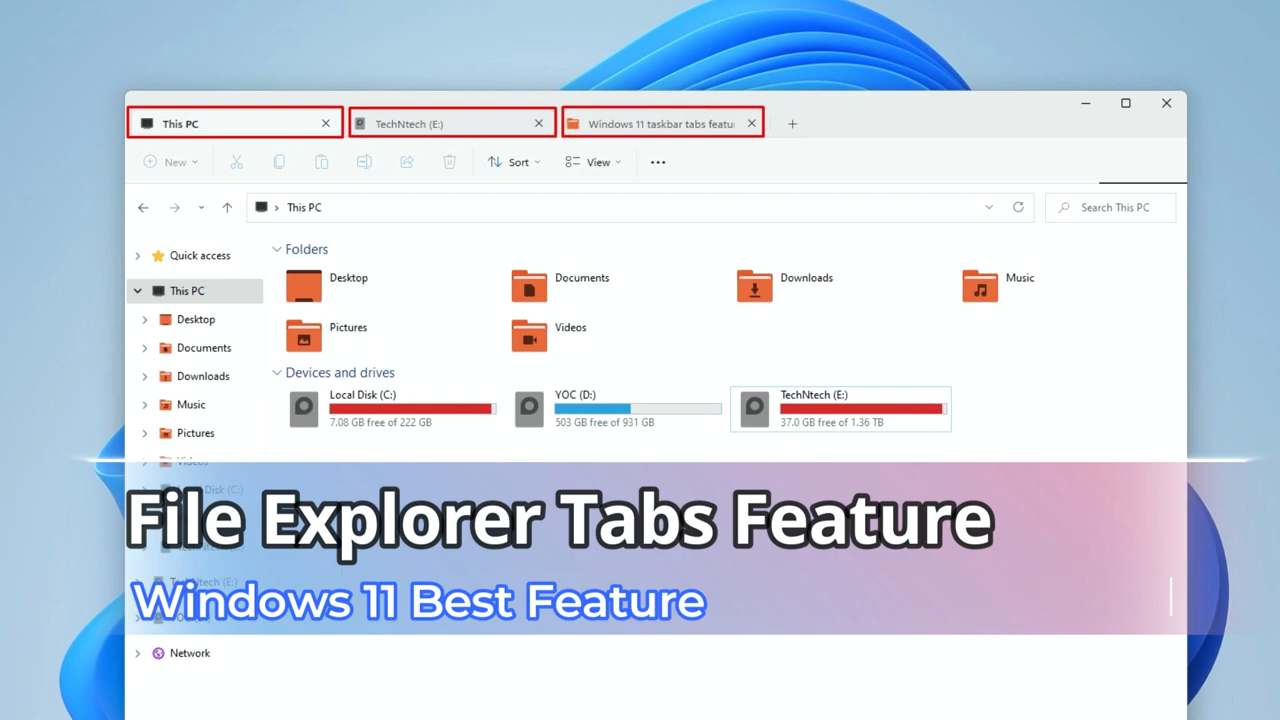 This PC
TechNtech (E:)
Windows 11 taskbar tabs featu
New
Sort
View
This PC
Search This PC
Quick access
This PC
Desktop
Documents
Downloads
Music
Pictures
Videos
Folders
Desktop
Documents
Downloads
Music
Pictures
Videos
Devices and drives
Local Disk (C:)
7.08 GB free of 222 GB
YOC (D:)
503 GB free of 931 GB
TechNtech (E:)
37.0 GB free of 1.36 TB
File Explorer Tabs Feature
TechNtech (E:)
Windows 11 Best Feature
Network